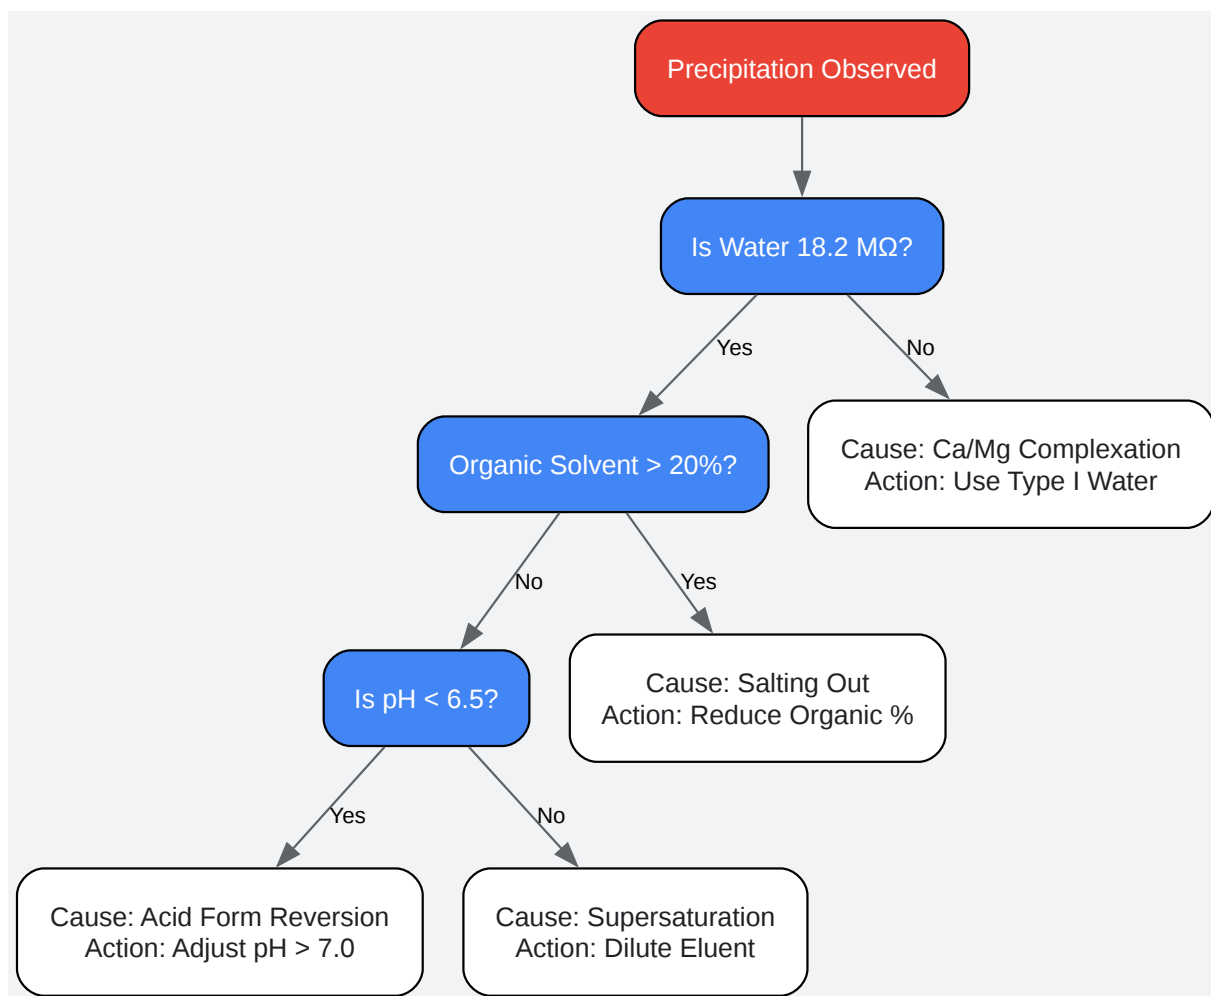 Precipitation Observed
Is Water 18.2 MΩ?
Yes
No
Organic Solvent > 20%?
Cause: Ca/Mg Complexation
Action: Use Type I Water
No
Yes
Is pH < 6.5?
Cause: Salting Out
Action: Reduce Organic %
Yes
No
Cause: Acid Form Reversion
Action: Adjust pH > 7.0
Cause: Supersaturation
Action: Dilute Eluent